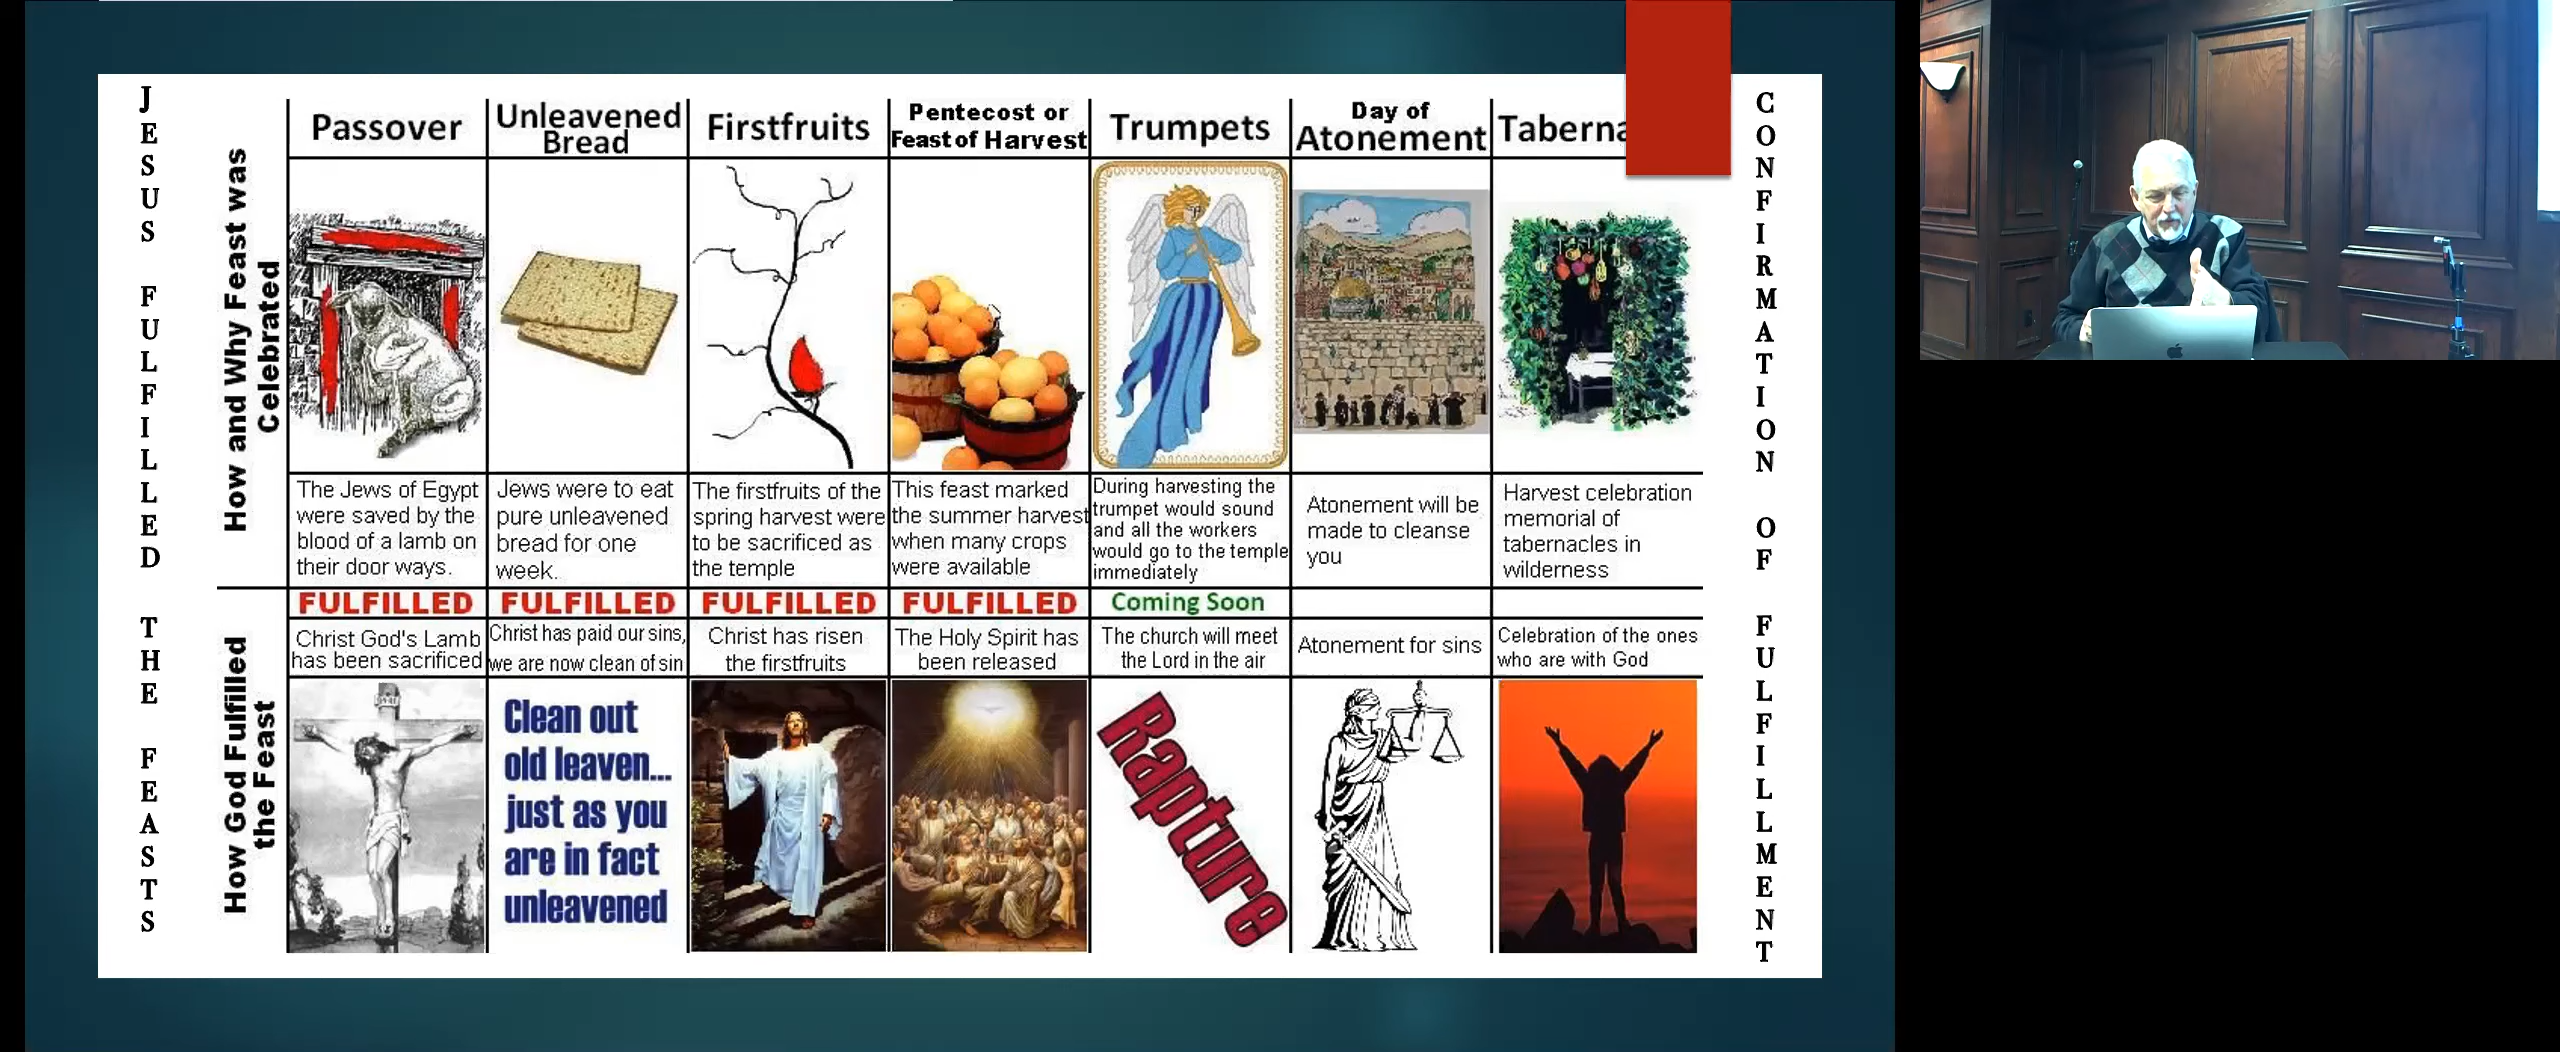 JESUS FULFILLED THE FEASTS
How and Why Feast was
Celebrated
Passover
Unleavened
Bread
Firstfruits
Pentecost or
Feast of Harvest
Trumpets
Day of
Atonement
Taberna
The Jews of Egypt
were saved by the
blood of a lamb on
their door ways.
Jews were to eat
pure unleavened
bread for one
week.
The firstfruits of the
spring harvest were
to be sacrificed as
the temple
This feast marked
the summer harvest
when many crops
were available
During harvesting the
trumpet would sound
and all the workers
would go to the temple
immediately
Atonement will be
made to cleanse
you
Harvest celebration
memorial of
tabernacles in
wilderness
How God Fulfilled
the Feast
FULFILLED
FULFILLED
FULFILLED
FULFILLED
Coming Soon
Christ God's Lamb
has been sacrificed
Christ has paid our sins,
we are now clean of sin
Christ has risen
the firstfruits
The Holy Spirit has
been released
The church will meet
the Lord in the air
Atonement for sins
Celebration of the ones
who are with God
Clean out
old leaven...
just as you
are in fact
unleavened
Rapture
CONFIRMATION OF FULFILLMENT